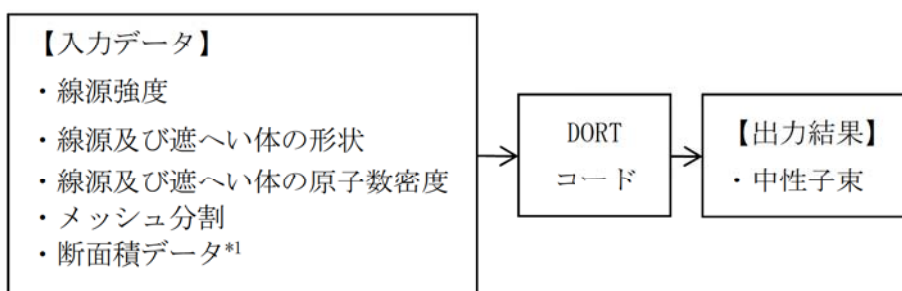 【入力データ】
・線源強度
・線源及び遮へい体の形状
・線源及び遮へい体の原子数密度
・メッシュ分割
・断面積データ*1
DORT
コード
【出力結果】
・中性子束